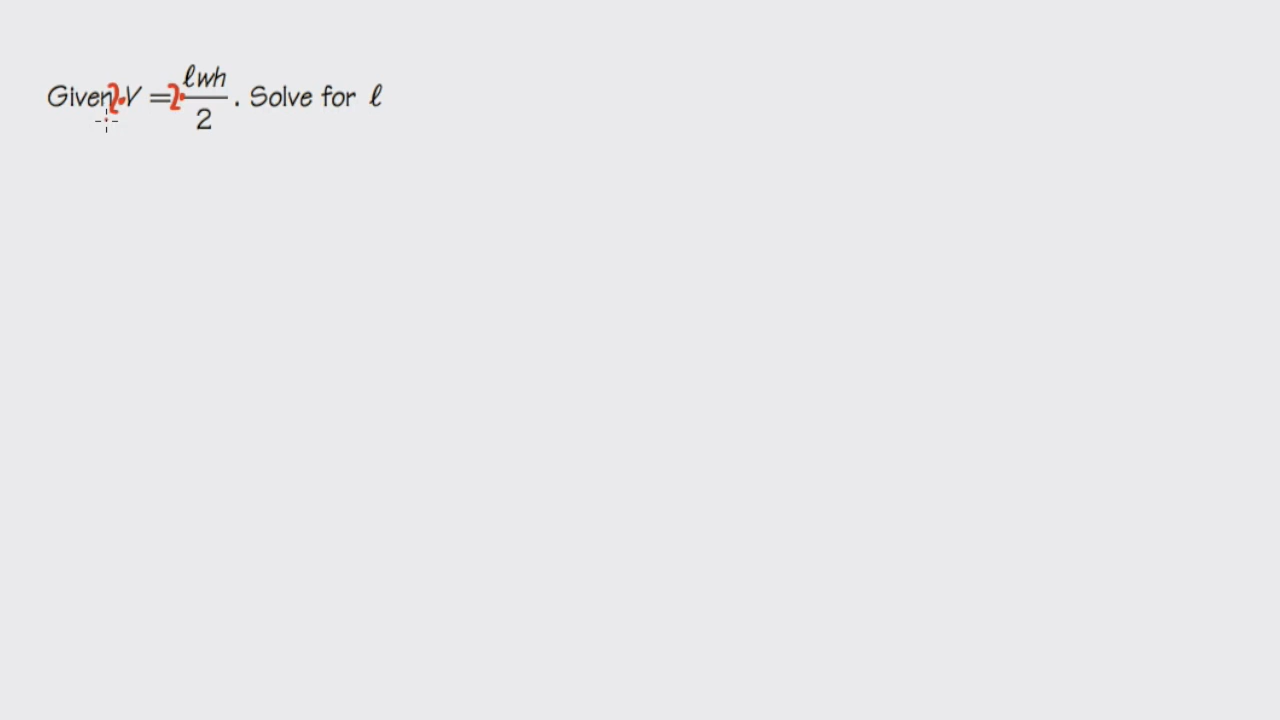 Given 2· V = 2· ℓwh/2 . Solve for ℓ